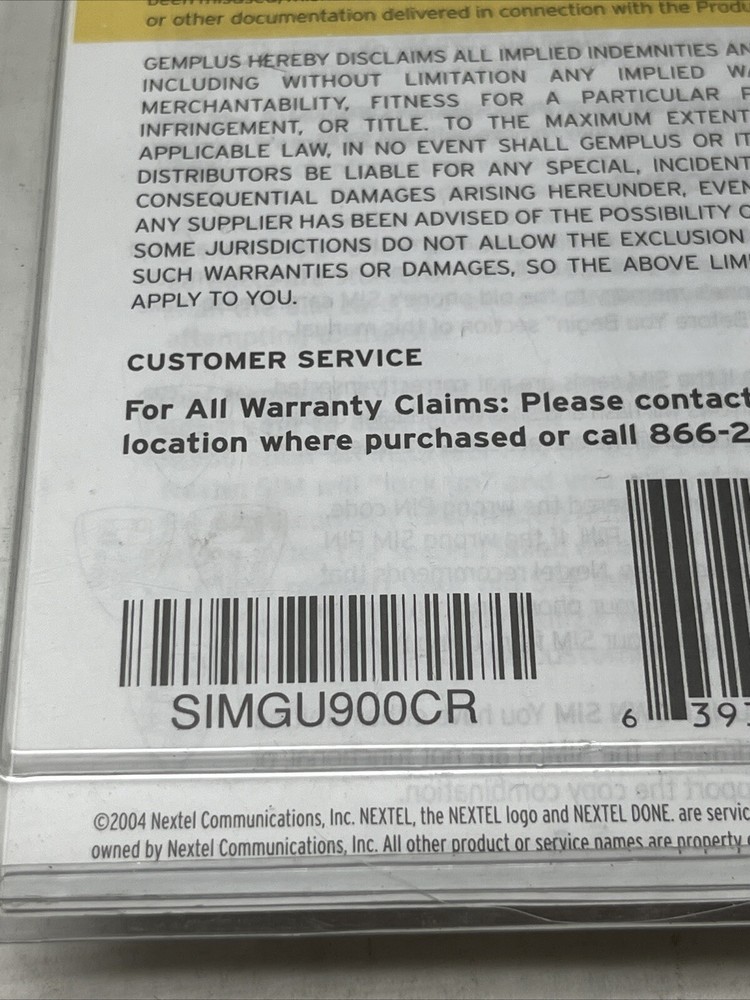 or other documentation delivered in connection with the Produ
GEMPLUS HEREBY DISCLAIMS ALL IMPLIED INDEMNITIES AN
INCLUDING WITHOUT LIMITATION ANY IMPLIED WA
MERCHANTABILITY, FITNESS FOR A PARTICULAR P
INFRINGEMENT, OR TITLE. TO THE MAXIMUM EXTENT
APPLICABLE LAW, IN NO EVENT SHALL GEMPLUS OR IT
DISTRIBUTORS BE LIABLE FOR ANY SPECIAL, INCIDENT
CONSEQUENTIAL DAMAGES ARISING HEREUNDER, EVEN
ANY SUPPLIER HAS BEEN ADVISED OF THE POSSIBILITY O
SOME JURISDICTIONS DO NOT ALLOW THE EXCLUSION
SUCH WARRANTIES OR DAMAGES, SO THE ABOVE LIM
APPLY TO YOU.
CUSTOMER SERVICE
For All Warranty Claims: Please contact
location where purchased or call 866-2
SIMGU900CR
6 393
©2004 Nextel Communications, Inc. NEXTEL, the NEXTEL logo and NEXTEL DONE. are servic
owned by Nextel Communications, Inc. All other product or service names are property